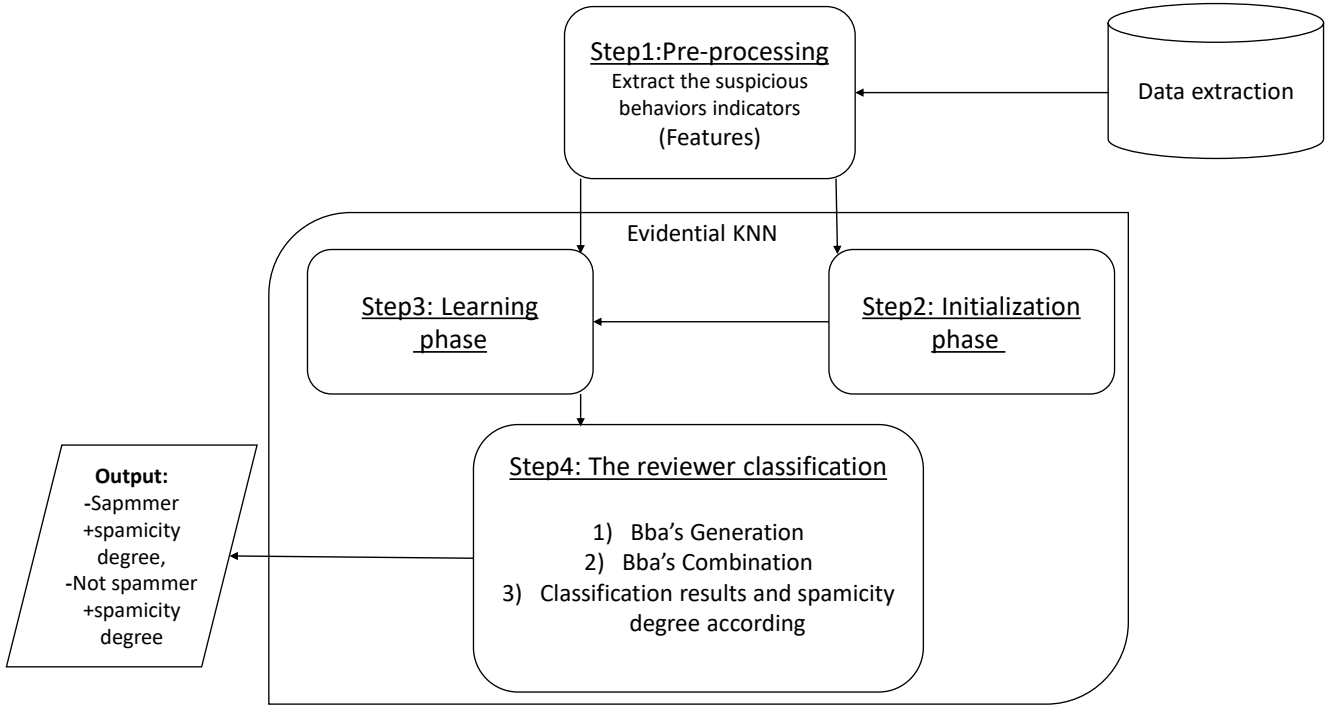 Step1:Pre-processing
Extract the suspicious
behaviors indicators
(Features)
Data extraction
Evidential KNN
Step3: Learning
phase
Step2: Initialization
phase
Step4: The reviewer classification
1) Bba’s Generation
2) Bba’s Combination
3) Classification results and spamicity
degree according
Output:
-Sapmmer
+spamicity
degree,
-Not spammer
+spamicity
degree